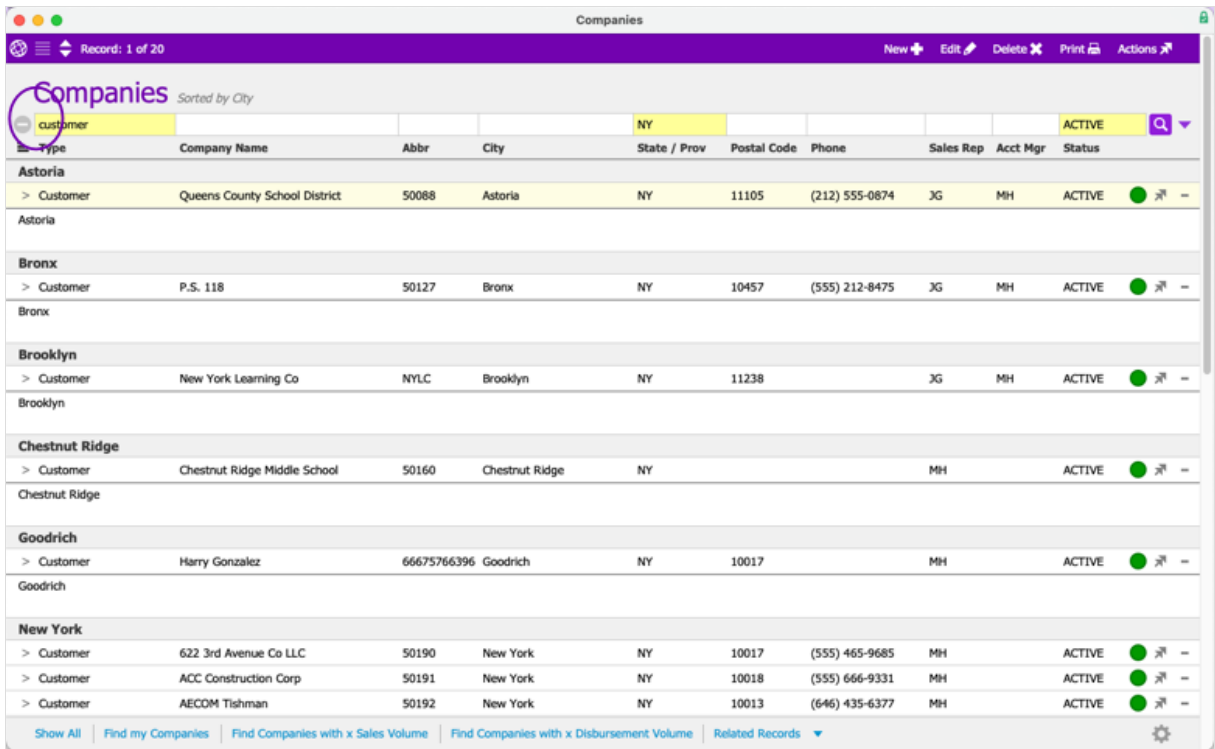 Companies
Record: 1 of 20 New Edit Delete Print Actions
Companies Sorted by City
customer NY ACTIVE
Type Company Name Abbr City State / Prov Postal Code Phone Sales Rep Acct Mgr Status
Astoria
> Customer Queens County School District 50088 Astoria NY 11105 (212) 555-0874 JG MH ACTIVE
Astoria
Bronx
> Customer P.S. 118 50127 Bronx NY 10457 (555) 212-8475 JG MH ACTIVE
Bronx
Brooklyn
> Customer New York Learning Co NYLC Brooklyn NY 11238 JG MH ACTIVE
Brooklyn
Chestnut Ridge
> Customer Chestnut Ridge Middle School 50160 Chestnut Ridge NY MH ACTIVE
Chestnut Ridge
Goodrich
> Customer Harry Gonzalez 66675766396 Goodrich NY 10017 MH ACTIVE
Goodrich
New York
> Customer 622 3rd Avenue Co LLC 50190 New York NY 10017 (555) 465-9685 MH ACTIVE
> Customer ACC Construction Corp 50191 New York NY 10018 (555) 666-9331 MH ACTIVE
> Customer AECOM Tishman 50192 New York NY 10013 (646) 435-6377 MH ACTIVE
Show All Find my Companies Find Companies with x Sales Volume Find Companies with x Disbursement Volume Related Records